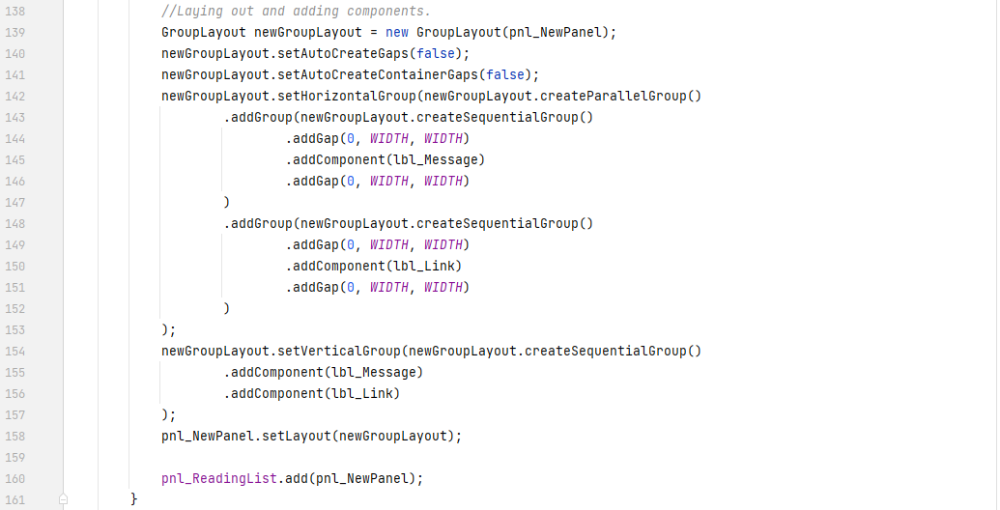 138 //Laying out and adding components.
139 GroupLayout newGroupLayout = new GroupLayout(pnl_NewPanel);
140 newGroupLayout.setAutoCreateGaps(false);
141 newGroupLayout.setAutoCreateContainerGaps(false);
142 newGroupLayout.setHorizontalGroup(newGroupLayout.createParallelGroup()
143 .addGroup(newGroupLayout.createSequentialGroup()
144 .addGap(0, WIDTH, WIDTH)
145 .addComponent(lbl_Message)
146 .addGap(0, WIDTH, WIDTH)
147 )
148 .addGroup(newGroupLayout.createSequentialGroup()
149 .addGap(0, WIDTH, WIDTH)
150 .addComponent(lbl_Link)
151 .addGap(0, WIDTH, WIDTH)
152 )
153 );
154 newGroupLayout.setVerticalGroup(newGroupLayout.createSequentialGroup()
155 .addComponent(lbl_Message)
156 .addComponent(lbl_Link)
157 );
158 pnl_NewPanel.setLayout(newGroupLayout);
159
160 pnl_ReadingList.add(pnl_NewPanel);
161 }